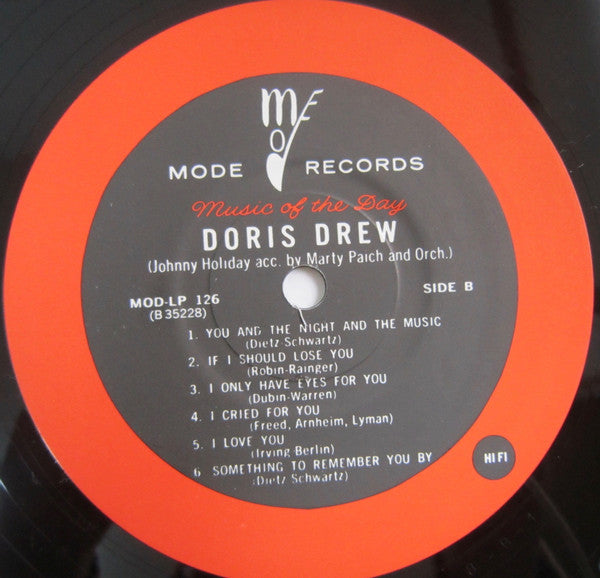 MODE
MODE RECORDS
Music of the Day
DORIS DREW
(Johnny Holiday acc. by Marty Paich and Orch.)
MOD-LP 126 SIDE B
(B 35228)
1. YOU AND THE NIGHT AND THE MUSIC
(Dietz Schwartz)
2. IF I SHOULD LOSE YOU
(Robin-Rainger)
3. I ONLY HAVE EYES FOR YOU
(Dubin-Warren)
4. I CRIED FOR YOU
(Freed, Arnheim, Lyman)
5. I LOVE YOU
(Irving Berlin)
6 SOMETHING TO REMEMBER YOU BY
(Dietz Schwartz)
HI FI